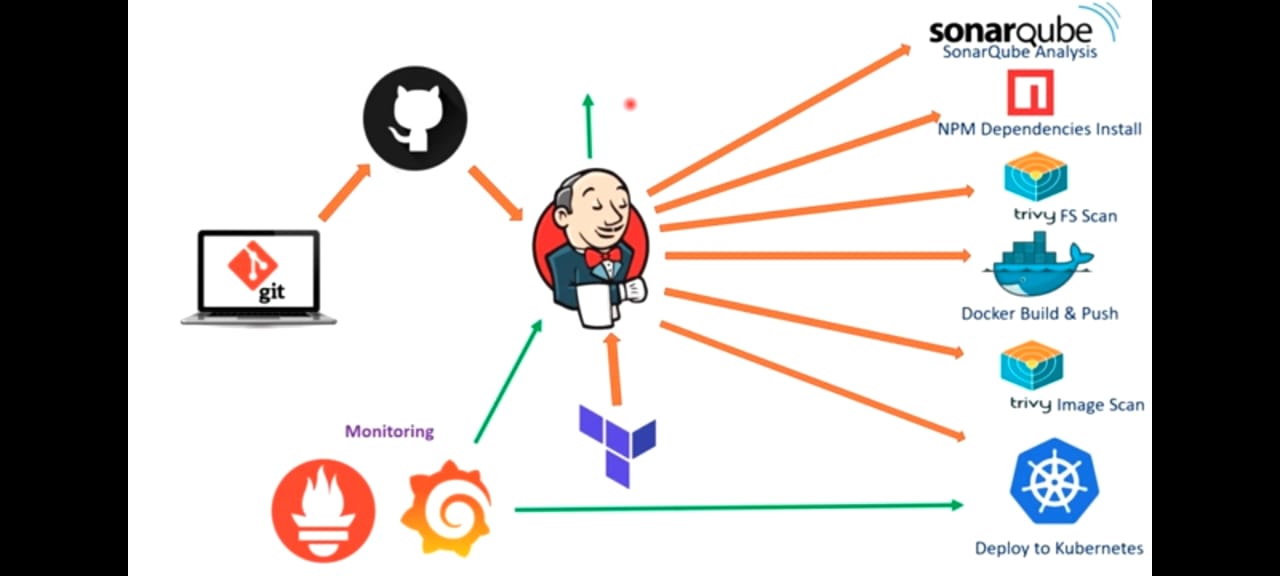 sonarqube
SonarQube Analysis
NPM Dependencies Install
trivy FS Scan
git
Docker Build & Push
trivy Image Scan
Monitoring
Deploy to Kubernetes